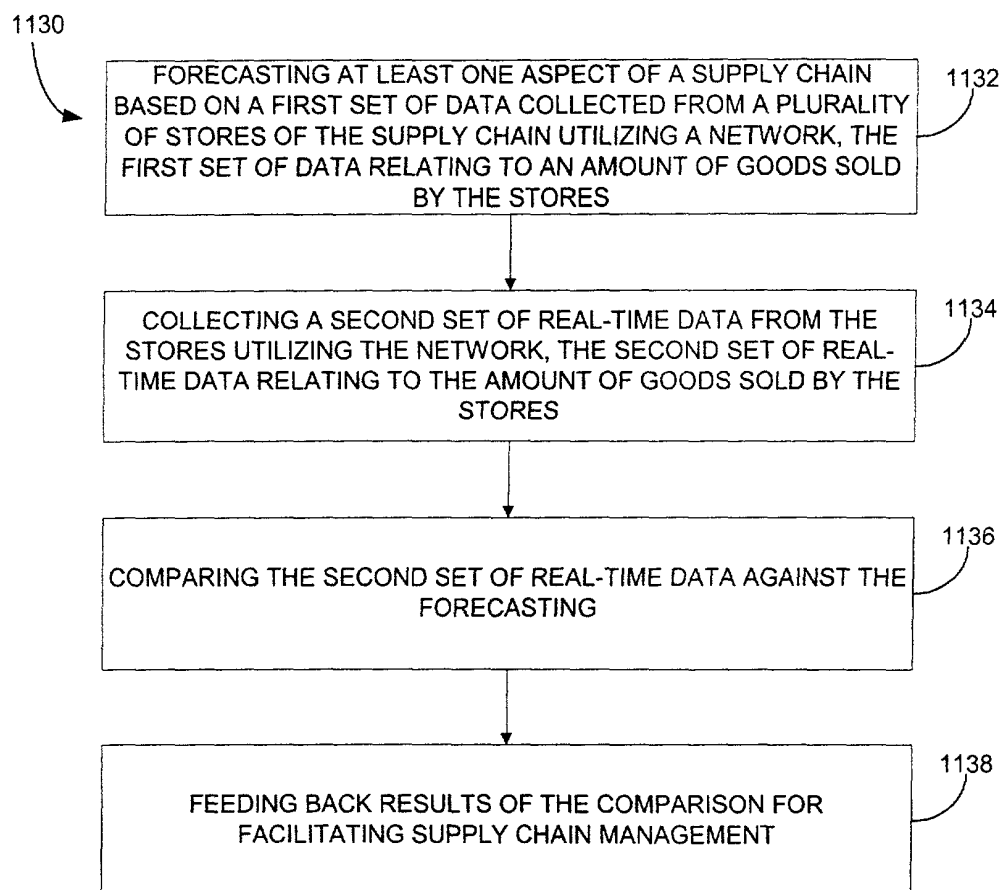 1130
FORECASTING AT LEAST ONE ASPECT OF A SUPPLY CHAIN
BASED ON A FIRST SET OF DATA COLLECTED FROM A PLURALITY
OF STORES OF THE SUPPLY CHAIN UTILIZING A NETWORK, THE
FIRST SET OF DATA RELATING TO AN AMOUNT OF GOODS SOLD
BY THE STORES
1132
COLLECTING A SECOND SET OF REAL-TIME DATA FROM THE
STORES UTILIZING THE NETWORK, THE SECOND SET OF REAL-
TIME DATA RELATING TO THE AMOUNT OF GOODS SOLD BY THE
STORES
1134
COMPARING THE SECOND SET OF REAL-TIME DATA AGAINST THE
FORECASTING
1136
FEEDING BACK RESULTS OF THE COMPARISON FOR
FACILITATING SUPPLY CHAIN MANAGEMENT
1138